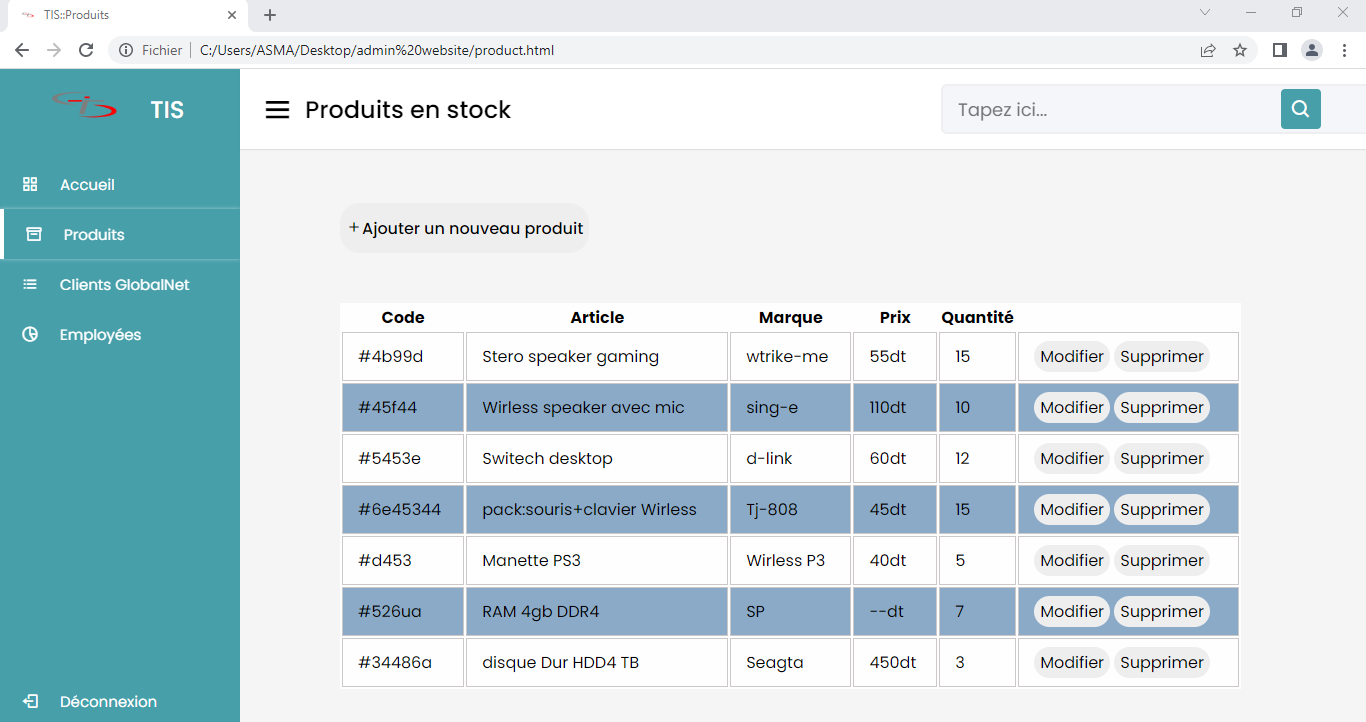 TIS::Produits
Fichier C:/Users/ASMA/Desktop/admin%20website/product.html
TIS
Produits en stock
Tapez ici...
Accueil
Produits
Clients GlobalNet
Employées
Déconnexion
+ Ajouter un nouveau produit
Code Article Marque Prix Quantité
#4b99d Stero speaker gaming wtrike-me 55dt 15 Modifier Supprimer
#45f44 Wirless speaker avec mic sing-e 110dt 10 Modifier Supprimer
#5453e Switech desktop d-link 60dt 12 Modifier Supprimer
#6e45344 pack:souris+clavier Wirless Tj-808 45dt 15 Modifier Supprimer
#d453 Manette PS3 Wirless P3 40dt 5 Modifier Supprimer
#526ua RAM 4gb DDR4 SP --dt 7 Modifier Supprimer
#34486a disque Dur HDD4 TB Seagta 450dt 3 Modifier Supprimer